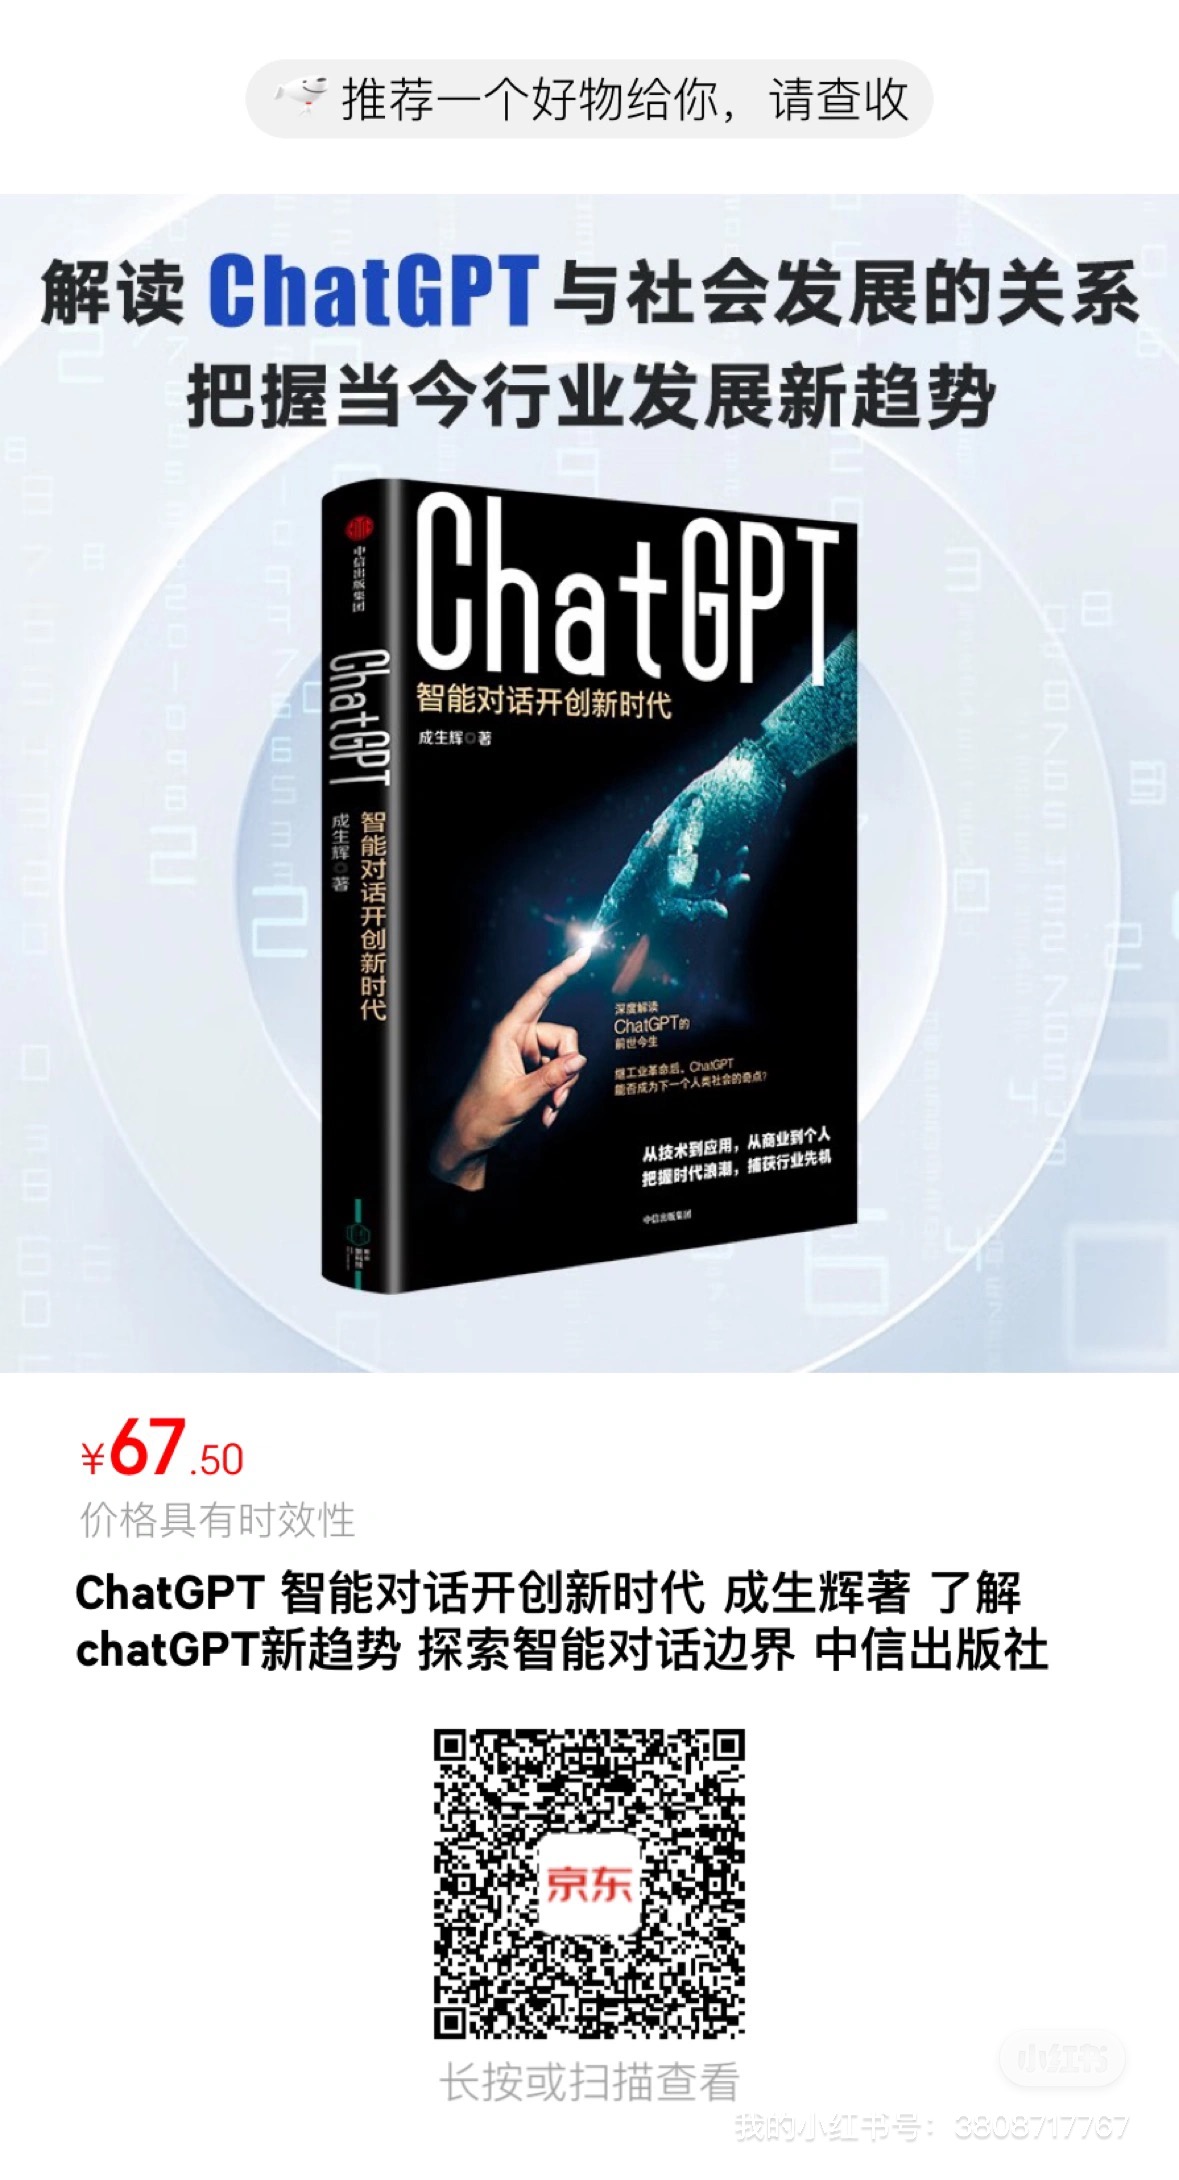 推荐一个好物给你，请查收
解读 ChatGPT 与社会发展的关系
把握当今行业发展新趋势
中信出版集团
ChatGPT
成生辉◎著
智能对话开创新时代
ChatGPT
智能对话开创新时代
成生辉◎著
深度解读
ChatGPT的
前世今生
继工业革命后，ChatGPT
能否成为下一个人类社会的奇点？
从技术到应用，从商业到个人
把握时代浪潮，捕获行业先机
中信出版集团
¥67.50
价格具有时效性
ChatGPT 智能对话开创新时代 成生辉著 了解
chatGPT新趋势 探索智能对话边界 中信出版社
京东
长按或扫描查看
小红书
我的小红书号：3808717767